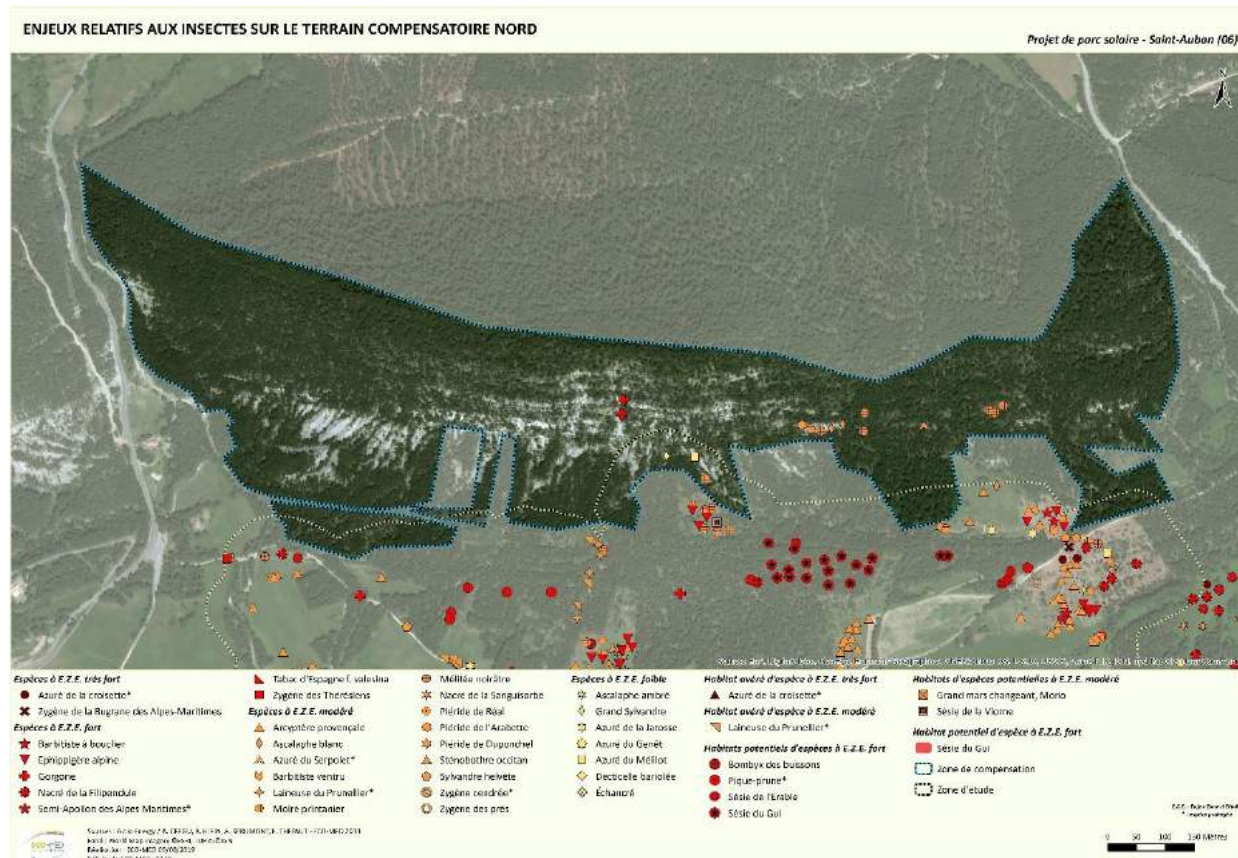 ENJEUX RELATIFS AUX INSECTES SUR LE TERRAIN COMPENSATOIRE NORD
Projet de parc solaire - Saint-Auban (06)
N
Espèces à E.Z.E. très fort
Azuré de la croisette*
Zygène de la Bugrane des Alpes-Maritimes
Espèces à E.Z.E. fort
Barbitiste à bouclier
Ephippigère alpine
Gorgone
Nacré de la Filipendule
Semi-Apollon des Alpes Maritimes*
Tabac d'Espagne f. valesina
Zygène des Thérésiens
Espèces à E.Z.E. modéré
Arcyptère provençale
Ascalaphe blanc
Azuré du Serpolet*
Barbitiste ventru
Laineuse du Prunellier*
Moiré printanier
Mélitée noirâtre
Nacré de la Sanguisorbe
Piéride de Réal
Piéride de l'Arabette
Piéride de Duponchel
Sténobothre occitan
Sylvandre helvète
Zygène cendrée*
Zygène des prés
Espèces à E.Z.E. faible
Ascalaphe ambré
Grand Sylvandre
Azuré de la Jarosse
Azuré du Genêt
Azuré du Mélilot
Decticelle bariolée
Échancré
Habitat avéré d'espèce à E.Z.E. très fort
Azuré de la croisette*
Habitat avéré d'espèce à E.Z.E. modéré
Laineuse du Prunellier*
Habitats potentiels d'espèces à E.Z.E. fort
Bombyx des buissons
Pique-prune*
Sésie de l'Erable
Sésie du Gui
Habitats d'espèces potentielles à E.Z.E. modéré
Grand mars changeant, Morio
Sésie de la Viorne
Habitat potentiel d'espèce à E.Z.E. fort
Sésie du Gui
Zone de compensation
Zone d'étude
* : espèce protégée
ECO-MED
0 50 100 150 Mètres